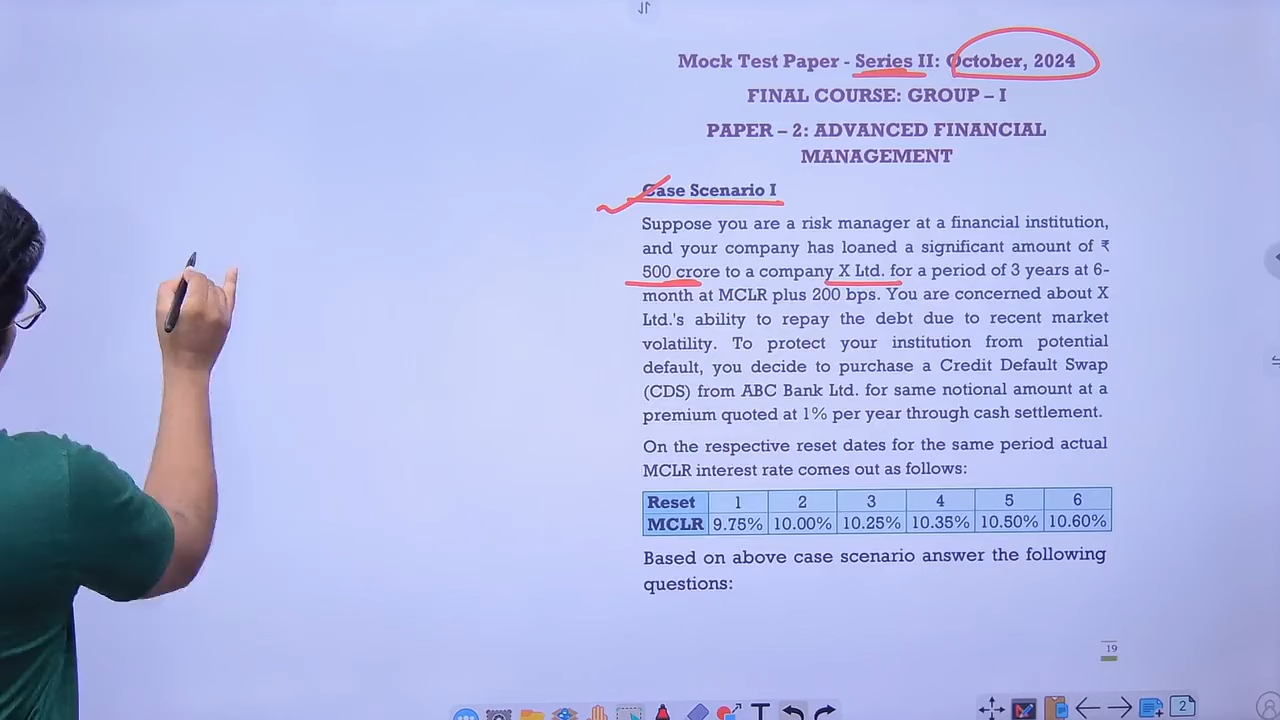 Mock Test Paper - Series II: October, 2024
FINAL COURSE: GROUP – I
PAPER – 2: ADVANCED FINANCIAL
MANAGEMENT
Case Scenario I
Suppose you are a risk manager at a financial institution,
and your company has loaned a significant amount of ₹
500 crore to a company X Ltd. for a period of 3 years at 6-
month at MCLR plus 200 bps. You are concerned about X
Ltd.'s ability to repay the debt due to recent market
volatility. To protect your institution from potential
default, you decide to purchase a Credit Default Swap
(CDS) from ABC Bank Ltd. for same notional amount at a
premium quoted at 1% per year through cash settlement.
On the respective reset dates for the same period actual
MCLR interest rate comes out as follows:
Reset 1 2 3 4 5 6
MCLR 9.75% 10.00% 10.25% 10.35% 10.50% 10.60%
Based on above case scenario answer the following
questions:
19
T 2